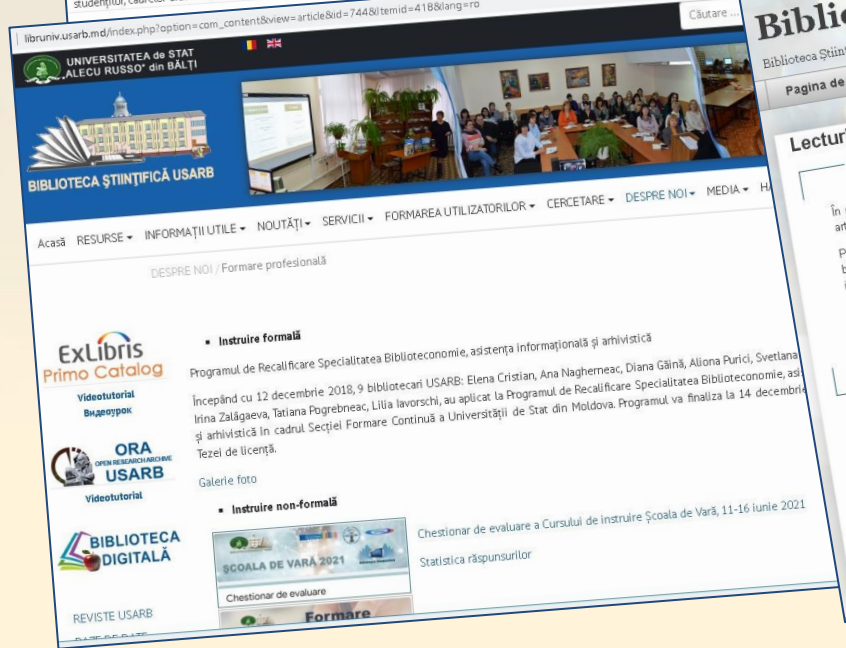 studenților,
libruniv.usarb.md/index.php?option=com_content&view=article&id=744&Itemid=418&lang=ro
UNIVERSITATEA de STAT
„ALECU RUSSO" din BĂLȚI
Căutare ...
BIBLIOTECA ȘTIINȚIFICĂ USARB
Acasă RESURSE INFORMAȚII UTILE NOUTĂȚI SERVICII FORMAREA UTILIZATORILOR CERCETARE DESPRE NOI MEDIA
DESPRE NOI / Formare profesională
ExLibris
Primo Catalog
Videotutorial
Видеоурок
ORA
OPEN RESEARCH ARCHIVE
USARB
Videotutorial
BIBLIOTECA
DIGITALĂ
REVISTE USARB
▪ Instruire formală
Programul de Recalificare Specialitatea Biblioteconomie, asistența informațională și arhivistică
Începând cu 12 decembrie 2018, 9 bibliotecari USARB: Elena Cristian, Ana Nagherneac, Diana Găină, Aliona Purici, Svetlana
Irina Zalâgaeva, Tatiana Pogrebneac, Lilia Iavorschi, au aplicat la Programul de Recalificare Specialitatea Biblioteconomie, asi
și arhivistică în cadrul Secției Formare Continuă a Universității de Stat din Moldova. Programul va finaliza la 14 decembrie
Tezei de licență.
Galerie foto
▪ Instruire non-formală
ȘCOALA DE VARĂ 2021
Chestionar de evaluare
Formare
Chestionar de evaluare a Cursului de instruire Școala de Vară, 11-16 iunie 2021
Statistica răspunsurilor
Biblio
Biblioteca Științ
Pagina de
Lectur
În